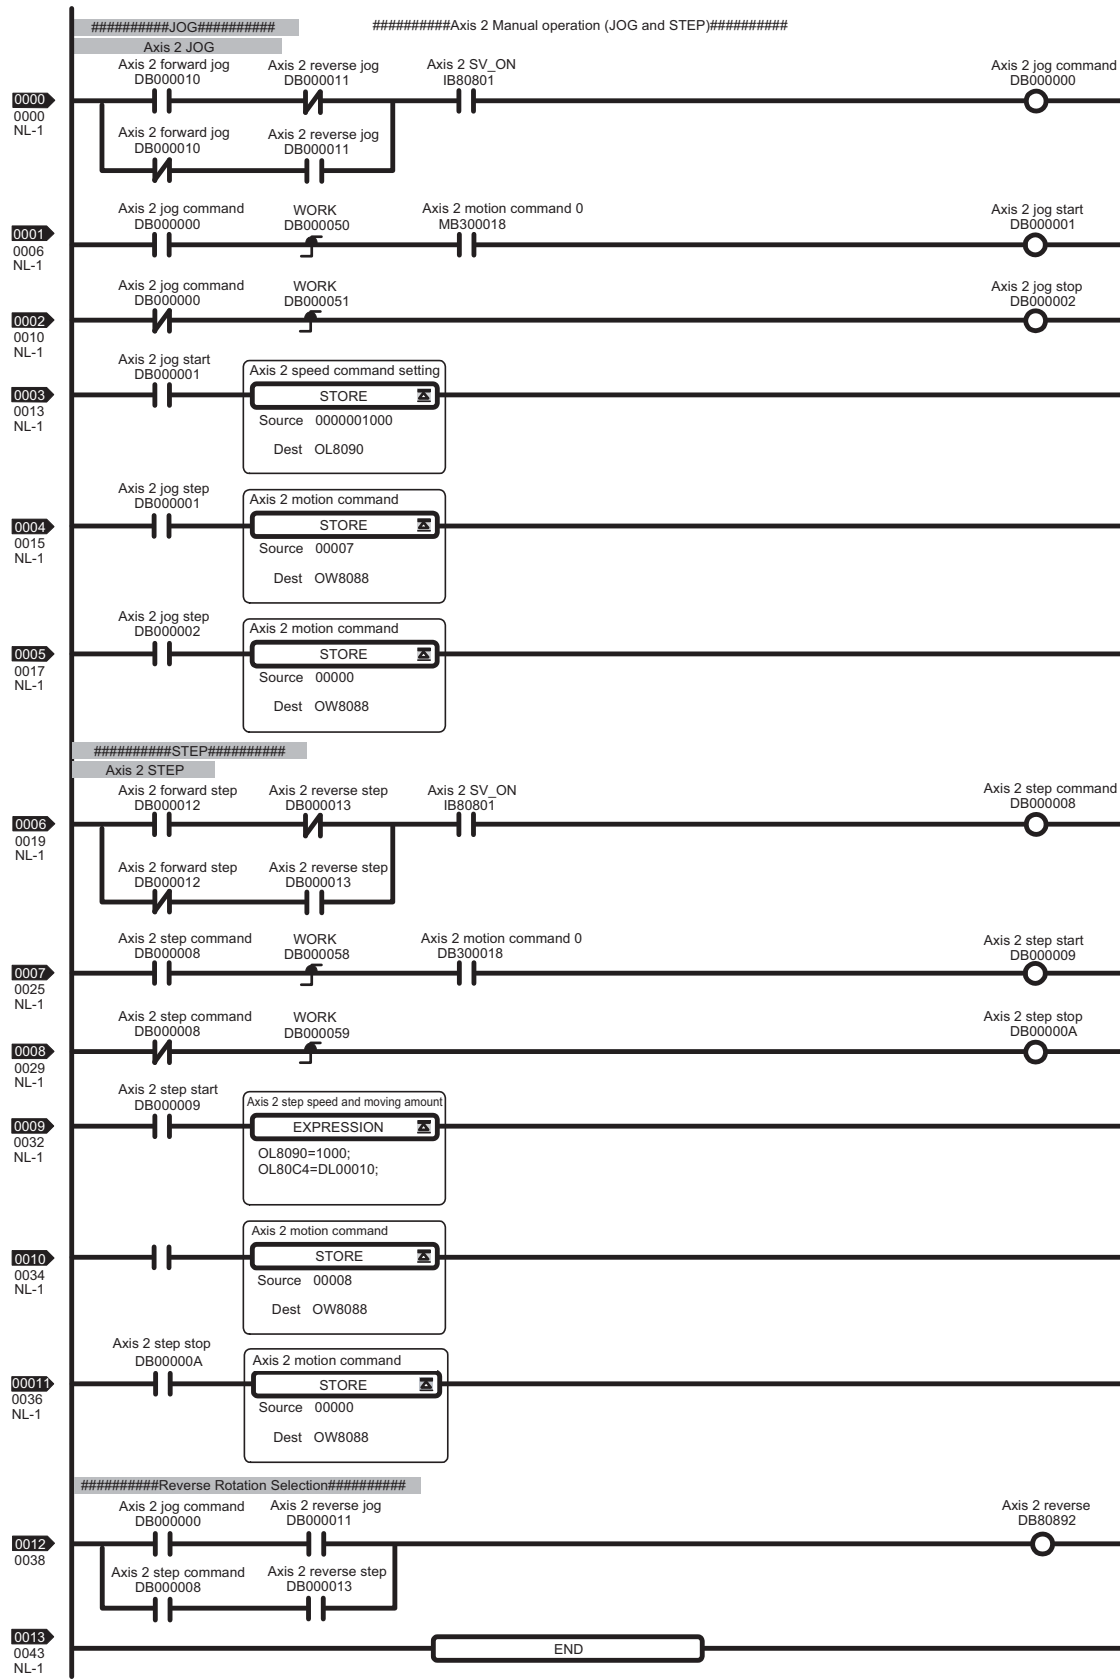 ##########JOG########## ##########Axis 2 Manual operation (JOG and STEP)##########
Axis 2 JOG
Axis 2 forward jog Axis 2 reverse jog Axis 2 SV_ON Axis 2 jog command
DB000010 DB000011 IB80801 DB000000
0000
0000
NL-1
Axis 2 forward jog Axis 2 reverse jog
DB000010 DB000011
Axis 2 jog command WORK Axis 2 motion command 0 Axis 2 jog start
DB000000 DB000050 MB300018 DB000001
0001
0006
NL-1
Axis 2 jog command WORK Axis 2 jog stop
DB000000 DB000051 DB000002
0002
0010
NL-1
Axis 2 jog start
DB000001
Axis 2 speed command setting
0003
0013
NL-1
STORE
Source 0000001000
Dest OL8090
Axis 2 jog step
DB000001
Axis 2 motion command
0004
0015
NL-1
STORE
Source 00007
Dest OW8088
Axis 2 jog step
DB000002
Axis 2 motion command
0005
0017
NL-1
STORE
Source 00000
Dest OW8088
##########STEP##########
Axis 2 STEP
Axis 2 forward step Axis 2 reverse step Axis 2 SV_ON Axis 2 step command
DB000012 DB000013 IB80801 DB000008
0006
0019
NL-1
Axis 2 forward step Axis 2 reverse step
DB000012 DB000013
Axis 2 step command WORK Axis 2 motion command 0 Axis 2 step start
DB000008 DB000058 DB300018 DB000009
0007
0025
NL-1
Axis 2 step command WORK Axis 2 step stop
DB000008 DB000059 DB00000A
0008
0029
NL-1
Axis 2 step start
DB000009
Axis 2 step speed and moving amount
0009
0032
NL-1
EXPRESSION
OL8090=1000;
OL80C4=DL00010;
Axis 2 motion command
0010
0034
NL-1
STORE
Source 00008
Dest OW8088
Axis 2 step stop
DB00000A
Axis 2 motion command
00011
0036
NL-1
STORE
Source 00000
Dest OW8088
##########Reverse Rotation Selection##########
Axis 2 jog command Axis 2 reverse jog Axis 2 reverse
DB000000 DB000011 DB80892
0012
0038
Axis 2 step command Axis 2 reverse step
DB000008 DB000013
0013
0043
NL-1
END